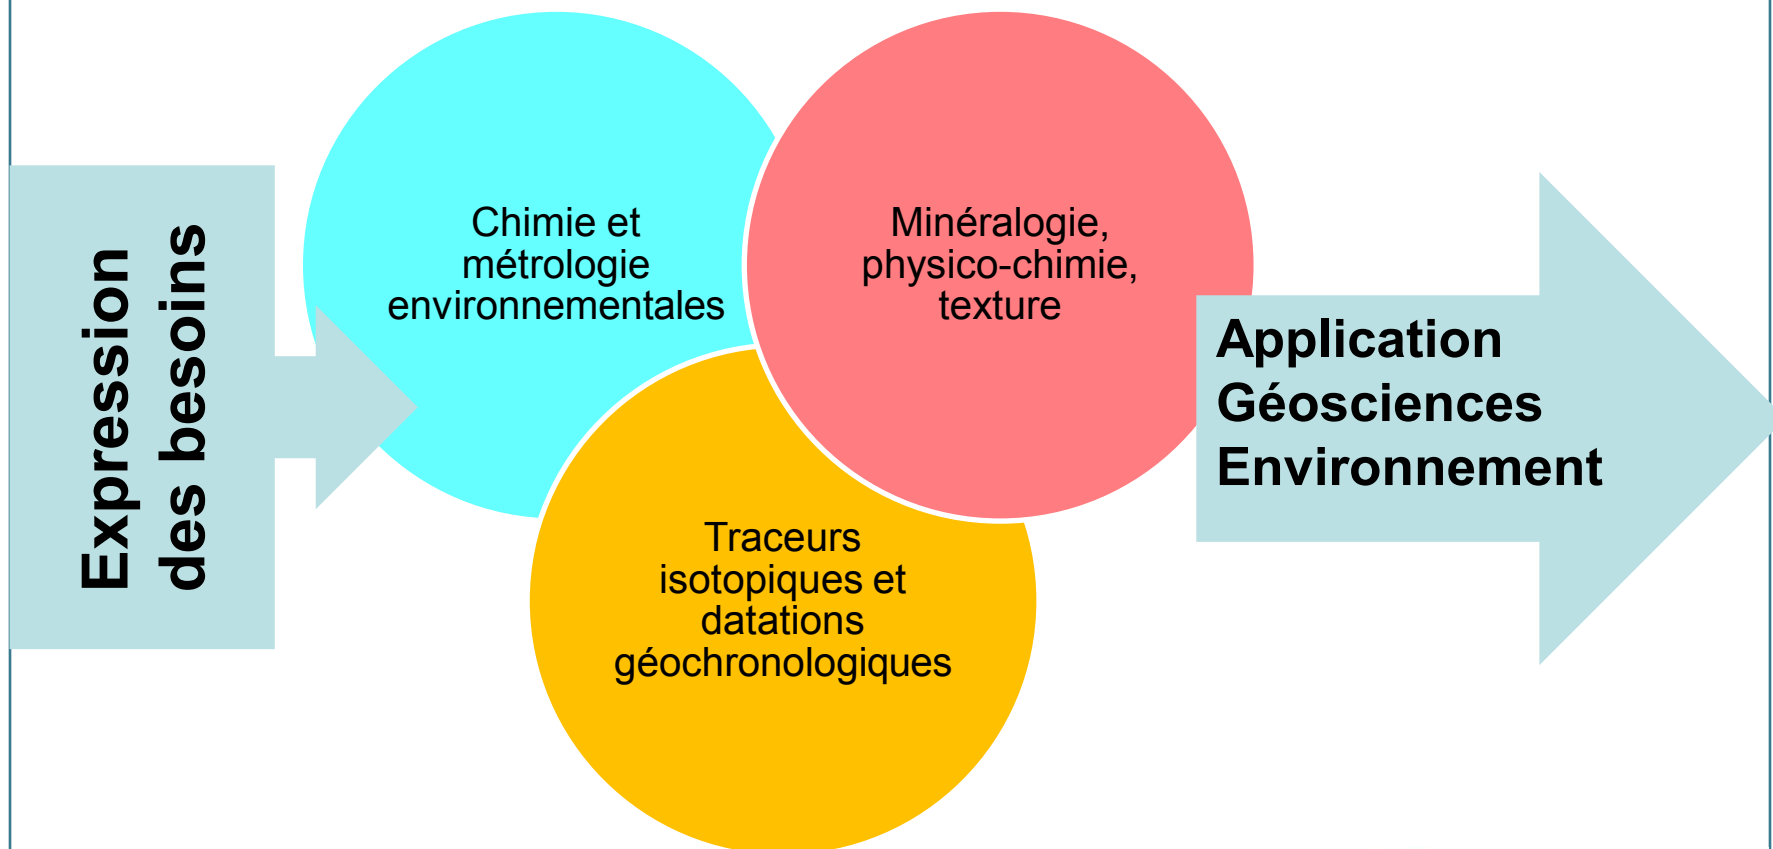 Expression
des besoins
Chimie et
métrologie
environnementales
Minéralogie,
physico-chimie,
texture
Traceurs
isotopiques et
datations
géochronologiques
Application
Géosciences
Environnement